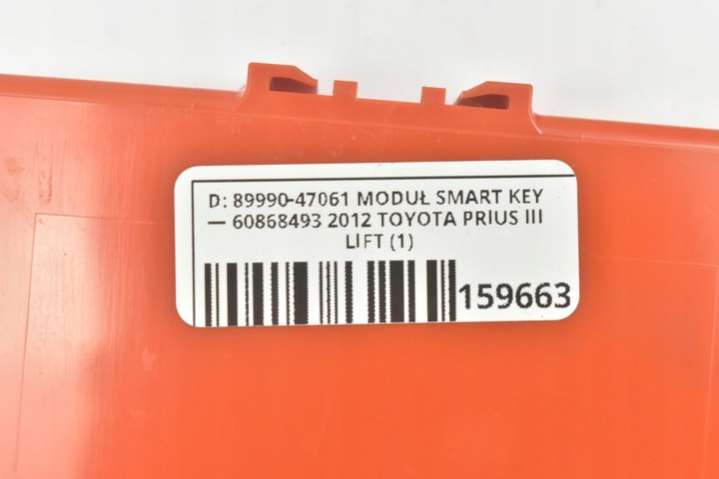 D: 89990-47061 MODUŁ SMART KEY
— 60868493 2012 TOYOTA PRIUS III
LIFT (1)
159663